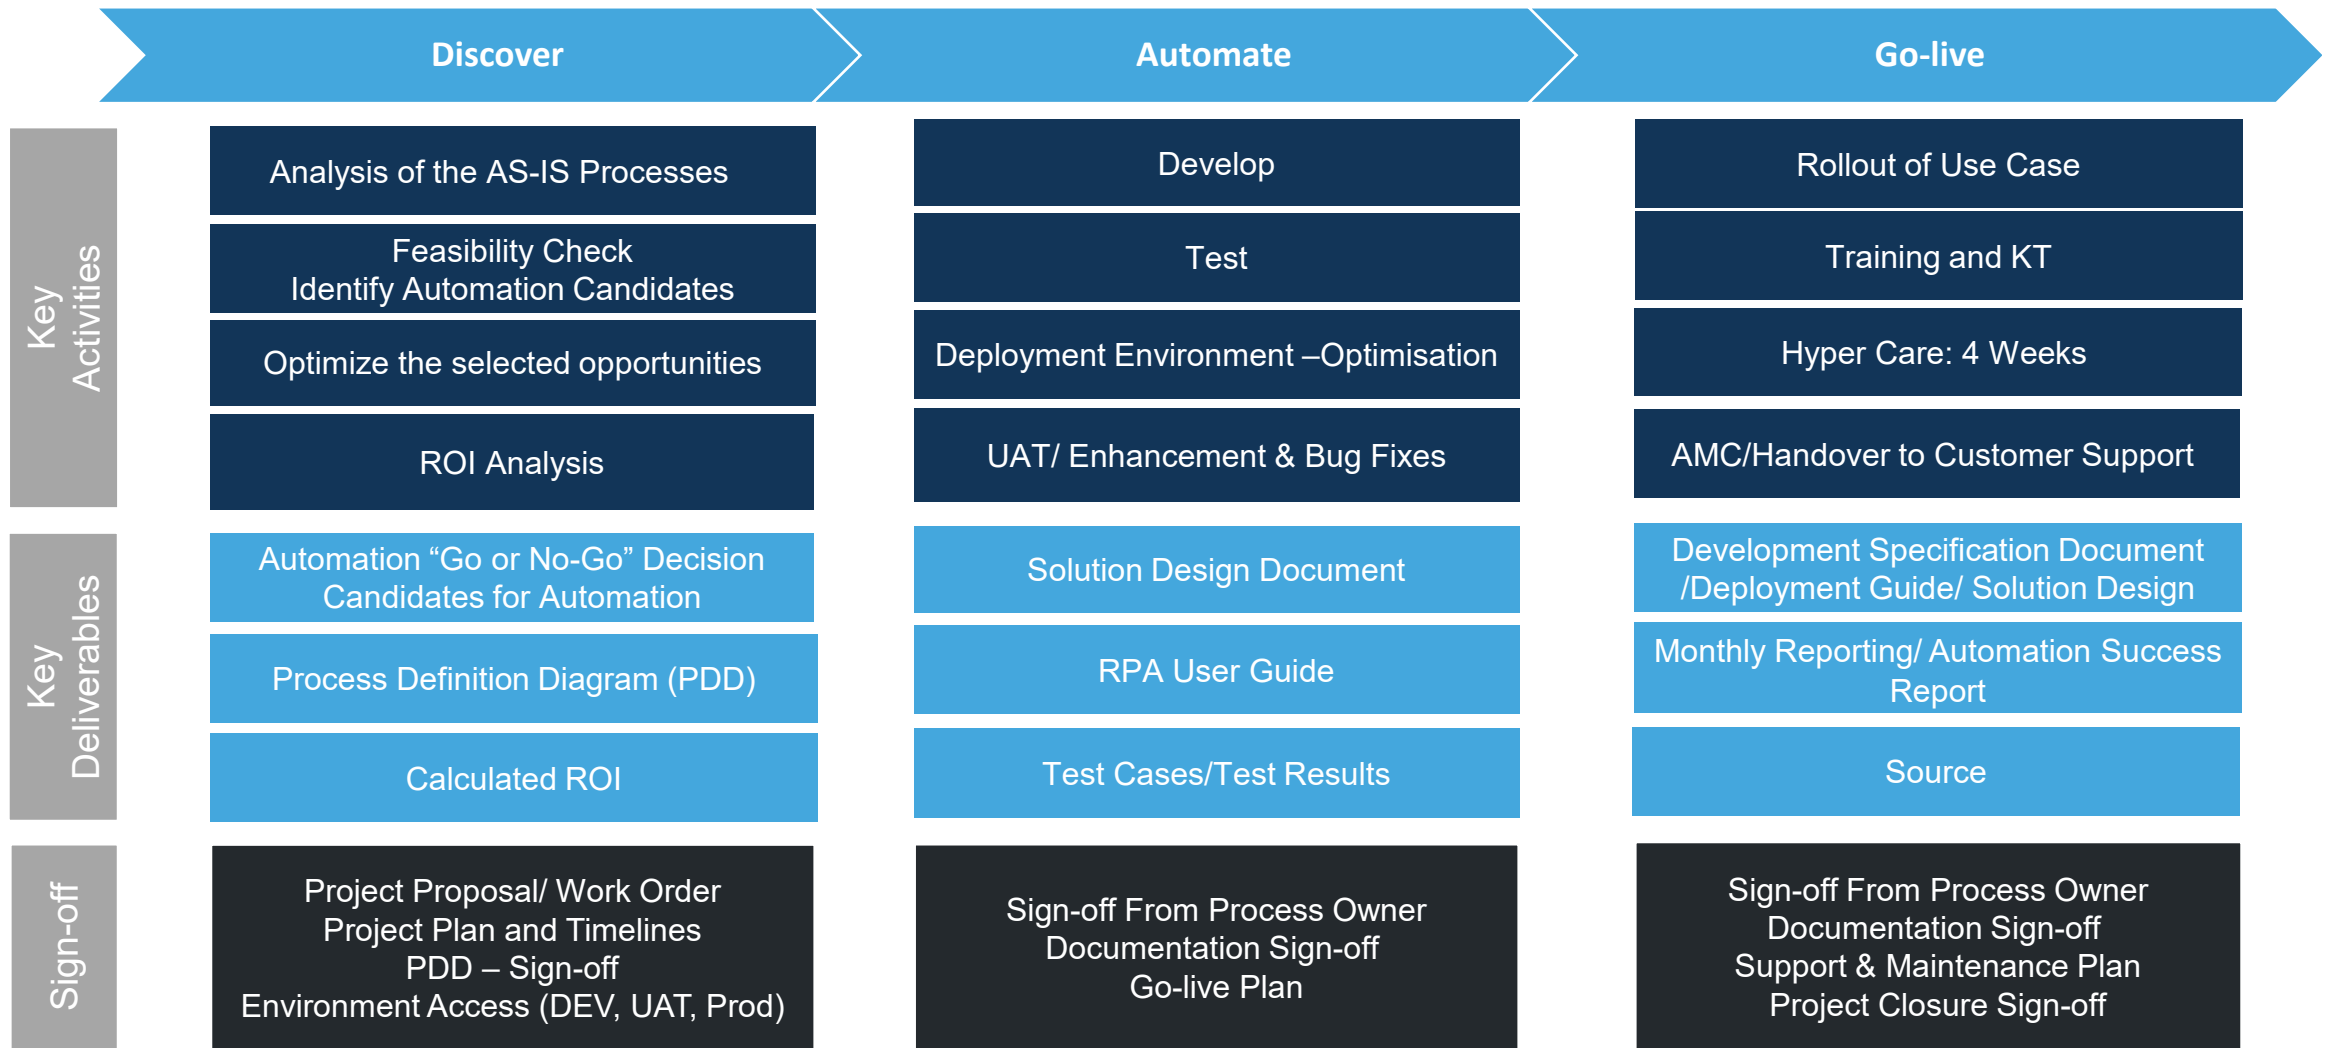 Discover
Automate
Go-live
Key
Activities
Analysis of the AS-IS Processes
Feasibility Check
Identify Automation Candidates
Optimize the selected opportunities
ROI Analysis
Develop
Test
Deployment Environment –Optimisation
UAT/ Enhancement & Bug Fixes
Rollout of Use Case
Training and KT
Hyper Care: 4 Weeks
AMC/Handover to Customer Support
Key
Deliverables
Automation “Go or No-Go” Decision
Candidates for Automation
Process Definition Diagram (PDD)
Calculated ROI
Solution Design Document
RPA User Guide
Test Cases/Test Results
Development Specification Document
/Deployment Guide/ Solution Design
Monthly Reporting/ Automation Success
Report
Source
Sign-off
Project Proposal/ Work Order
Project Plan and Timelines
PDD – Sign-off
Environment Access (DEV, UAT, Prod)
Sign-off From Process Owner
Documentation Sign-off
Go-live Plan
Sign-off From Process Owner
Documentation Sign-off
Support & Maintenance Plan
Project Closure Sign-off